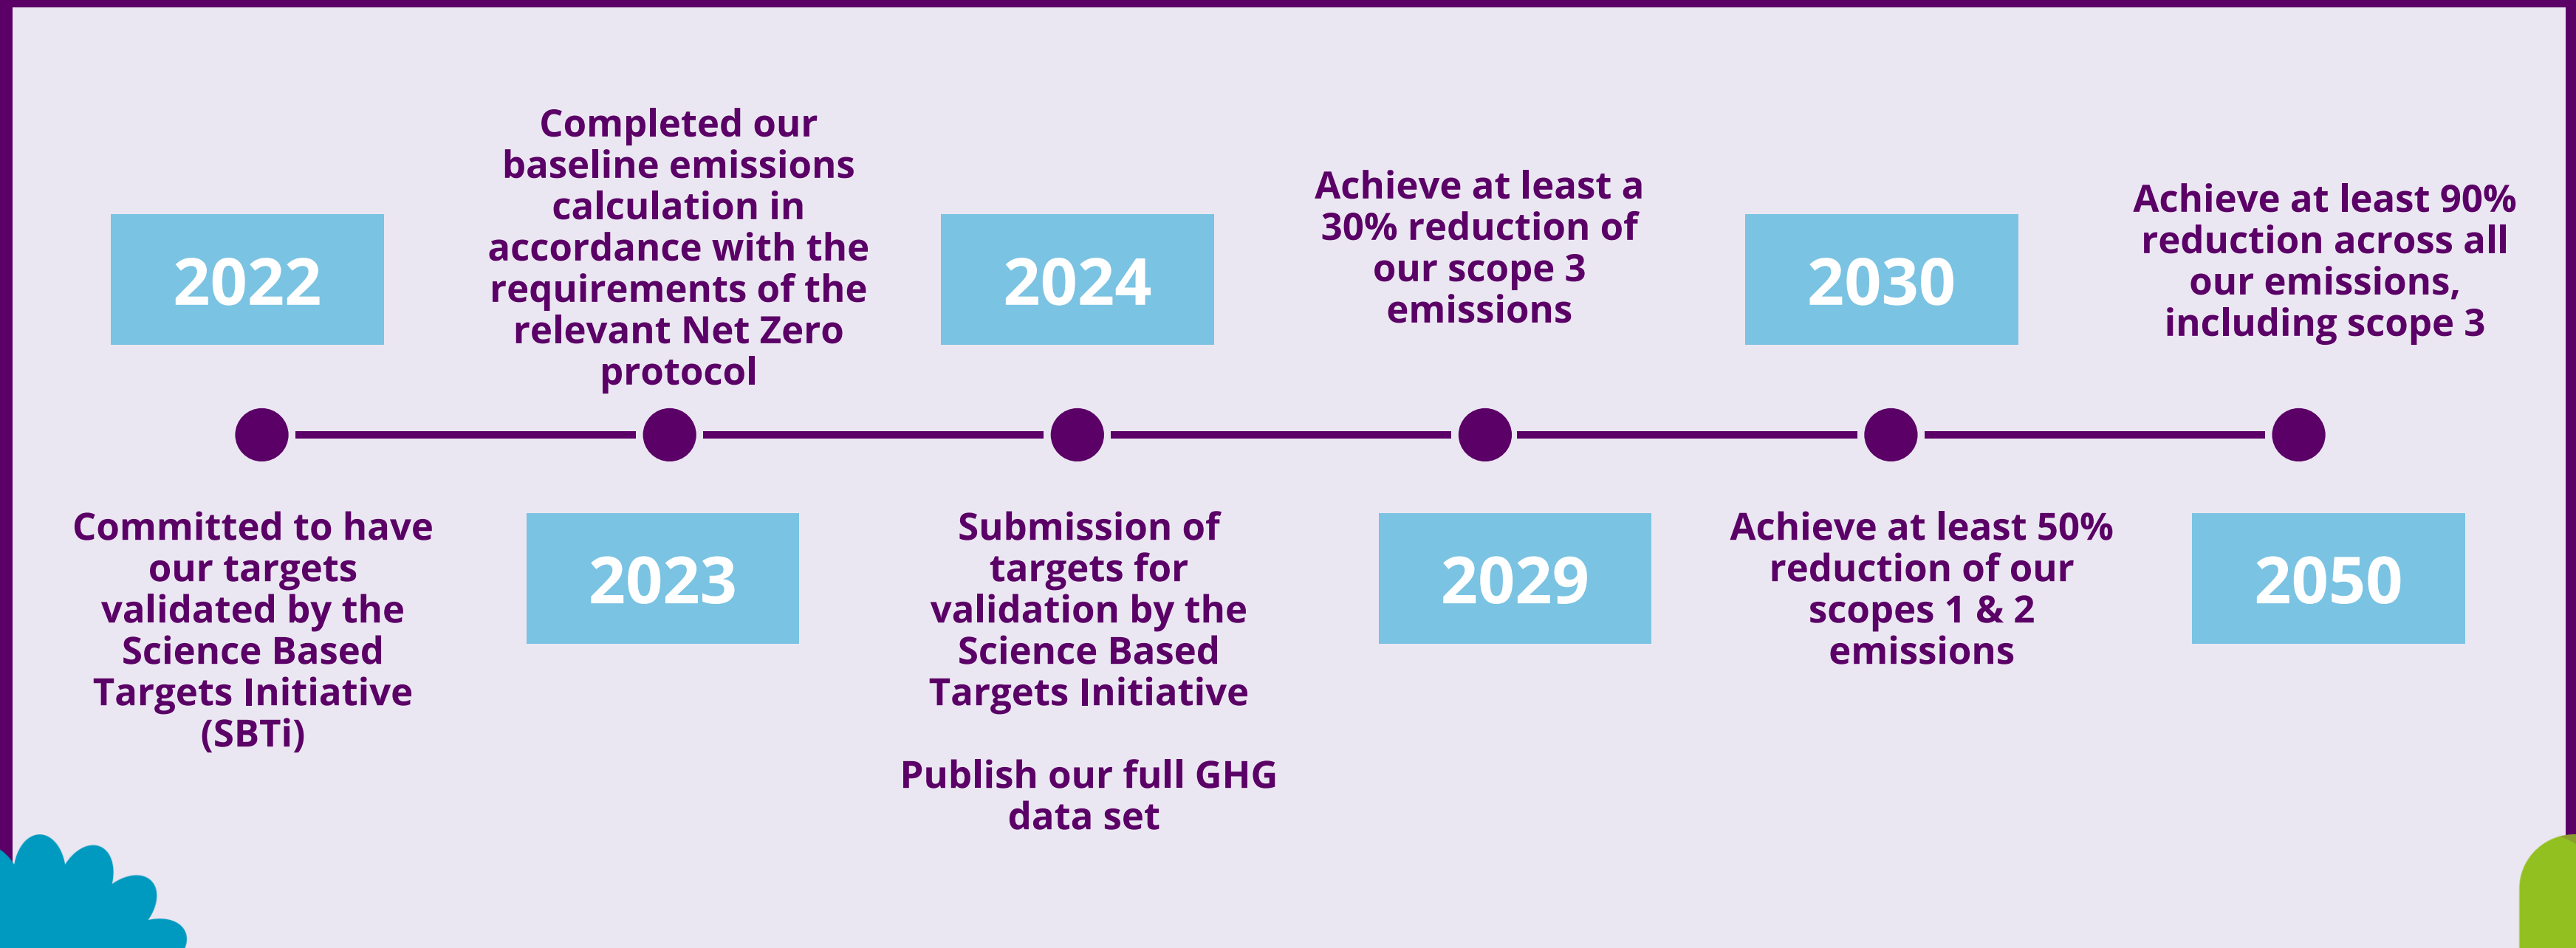 2022
Committed to have
our targets
validated by the
Science Based
Targets Initiative
(SBTi)
Completed our
baseline emissions
calculation in
accordance with the
requirements of the
relevant Net Zero
protocol
2023
2024
Submission of
targets for
validation by the
Science Based
Targets Initiative
Publish our full GHG
data set
Achieve at least a
30% reduction of
our scope 3
emissions
2029
2030
Achieve at least 50%
reduction of our
scopes 1 & 2
emissions
Achieve at least 90%
reduction across all
our emissions,
including scope 3
2050